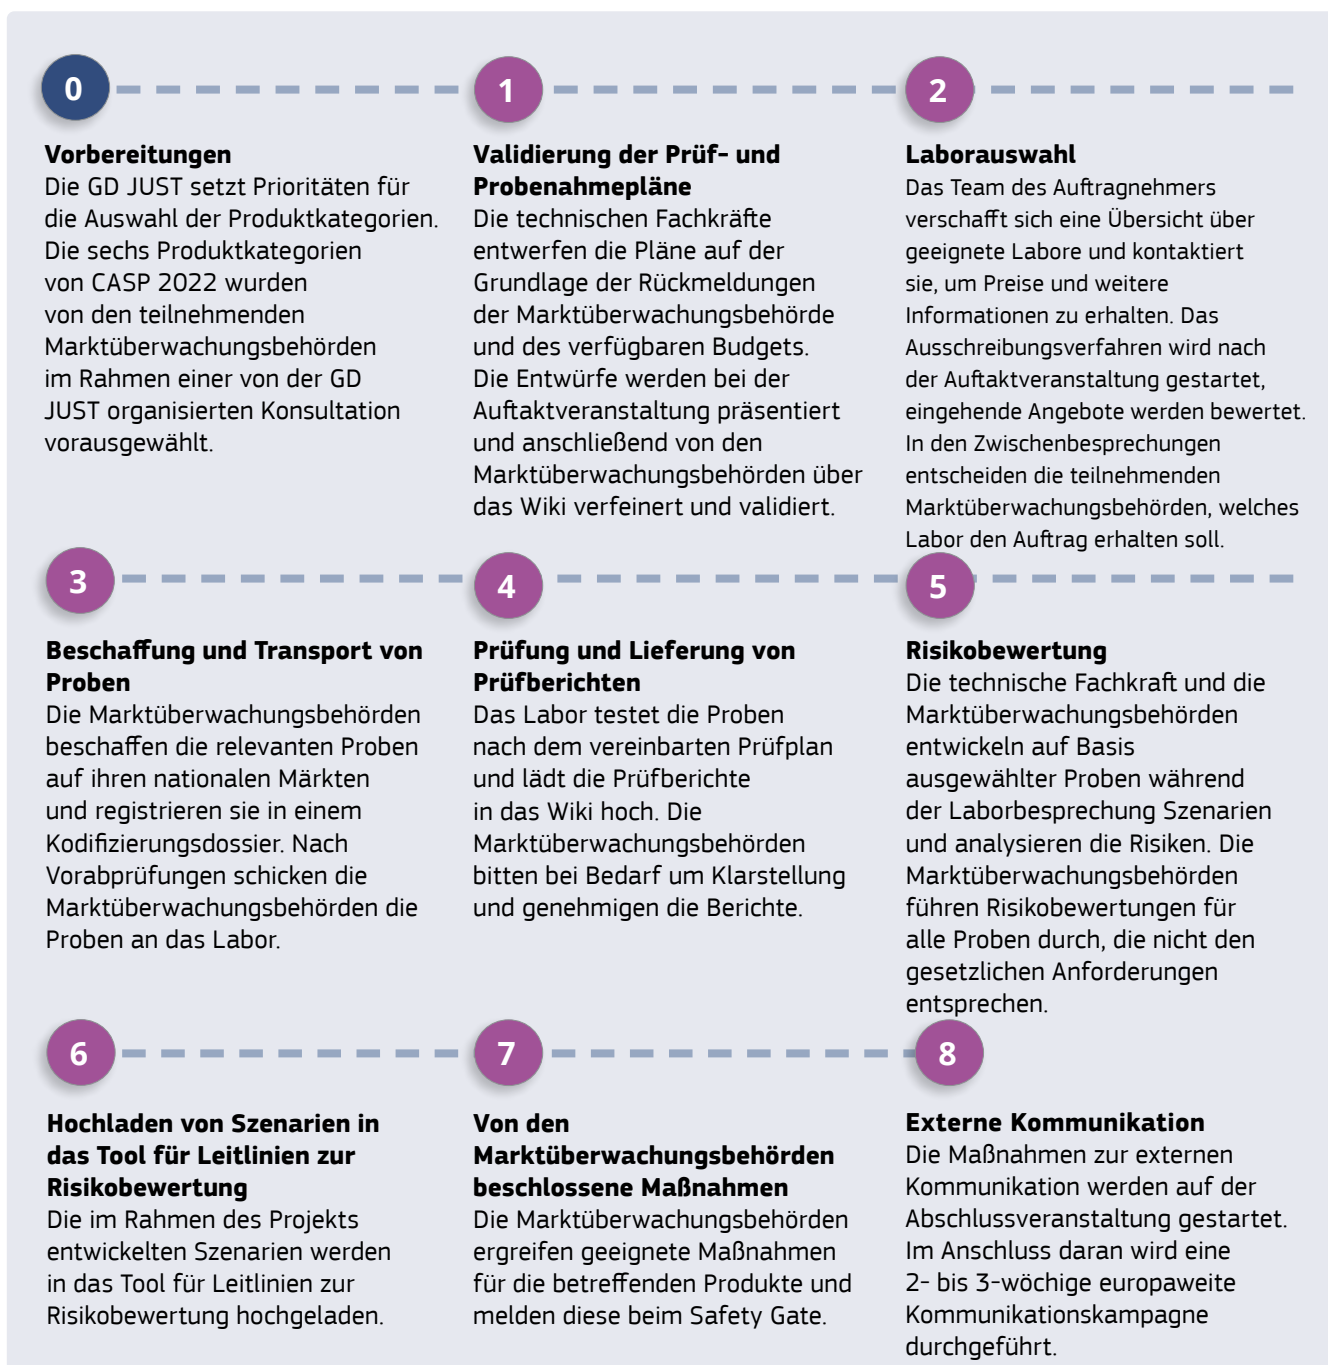 0
Vorbereitungen
Die GD JUST setzt Prioritäten für
die Auswahl der Produktkategorien.
Die sechs Produktkategorien
von CASP 2022 wurden
von den teilnehmenden
Marktüberwachungsbehörden
im Rahmen einer von der GD
JUST organisierten Konsultation
vorausgewählt.
1
Validierung der Prüf- und
Probenahmepläne
Die technischen Fachkräfte
entwerfen die Pläne auf der
Grundlage der Rückmeldungen
der Marktüberwachungsbehörde
und des verfügbaren Budgets.
Die Entwürfe werden bei der
Auftaktveranstaltung präsentiert
und anschließend von den
Marktüberwachungsbehörden über
das Wiki verfeinert und validiert.
2
Laborauswahl
Das Team des Auftragnehmers
verschafft sich eine Übersicht über
geeignete Labore und kontaktiert
sie, um Preise und weitere
Informationen zu erhalten. Das
Ausschreibungsverfahren wird nach
der Auftaktveranstaltung gestartet,
eingehende Angebote werden bewertet.
In den Zwischenbesprechungen
entscheiden die teilnehmenden
Marktüberwachungsbehörden, welches
Labor den Auftrag erhalten soll.
3
Beschaffung und Transport von
Proben
Die Marktüberwachungsbehörden
beschaffen die relevanten Proben
auf ihren nationalen Märkten
und registrieren sie in einem
Kodifizierungsdossier. Nach
Vorabprüfungen schicken die
Marktüberwachungsbehörden die
Proben an das Labor.
4
Prüfung und Lieferung von
Prüfberichten
Das Labor testet die Proben
nach dem vereinbarten Prüfplan
und lädt die Prüfberichte
in das Wiki hoch. Die
Marktüberwachungsbehörden
bitten bei Bedarf um Klarstellung
und genehmigen die Berichte.
5
Risikobewertung
Die technische Fachkraft und die
Marktüberwachungsbehörden
entwickeln auf Basis
ausgewählter Proben während
der Laborbesprechung Szenarien
und analysieren die Risiken. Die
Marktüberwachungsbehörden
führen Risikobewertungen für
alle Proben durch, die nicht den
gesetzlichen Anforderungen
entsprechen.
6
Hochladen von Szenarien in
das Tool für Leitlinien zur
Risikobewertung
Die im Rahmen des Projekts
entwickelten Szenarien werden
in das Tool für Leitlinien zur
Risikobewertung hochgeladen.
7
Von den
Marktüberwachungsbehörden
beschlossene Maßnahmen
Die Marktüberwachungsbehörden
ergreifen geeignete Maßnahmen
für die betreffenden Produkte und
melden diese beim Safety Gate.
8
Externe Kommunikation
Die Maßnahmen zur externen
Kommunikation werden auf der
Abschlussveranstaltung gestartet.
Im Anschluss daran wird eine
2- bis 3-wöchige europaweite
Kommunikationskampagne
durchgeführt.